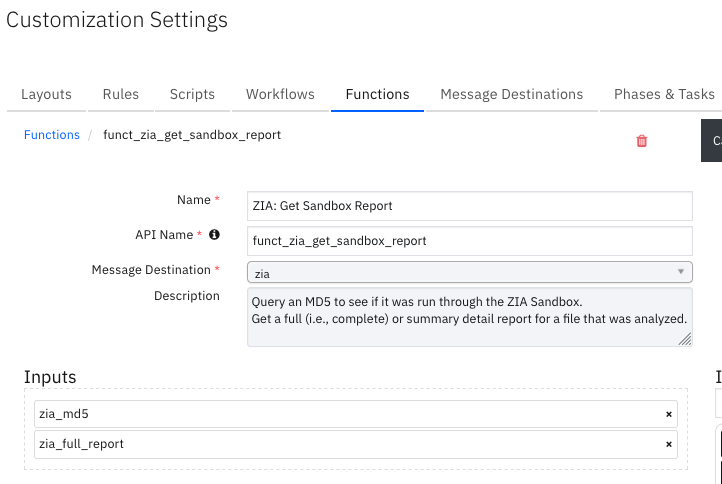 Customization Settings
Layouts Rules Scripts Workflows Functions Message Destinations Phases & Tasks
Functions / funct_zia_get_sandbox_report
Name * ZIA: Get Sandbox Report
API Name * funct_zia_get_sandbox_report
Message Destination * zia
Description
Query an MD5 to see if it was run through the ZIA Sandbox.
Get a full (i.e., complete) or summary detail report for a file that was analyzed.
Inputs
zia_md5
zia_full_report